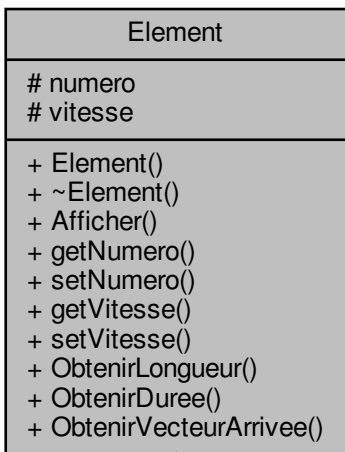 Element
# numero
# vitesse
+ Element()
+ ~Element()
+ Afficher()
+ getNumero()
+ setNumero()
+ getVitesse()
+ setVitesse()
+ ObtenirLongueur()
+ ObtenirDuree()
+ ObtenirVecteurArrivee()